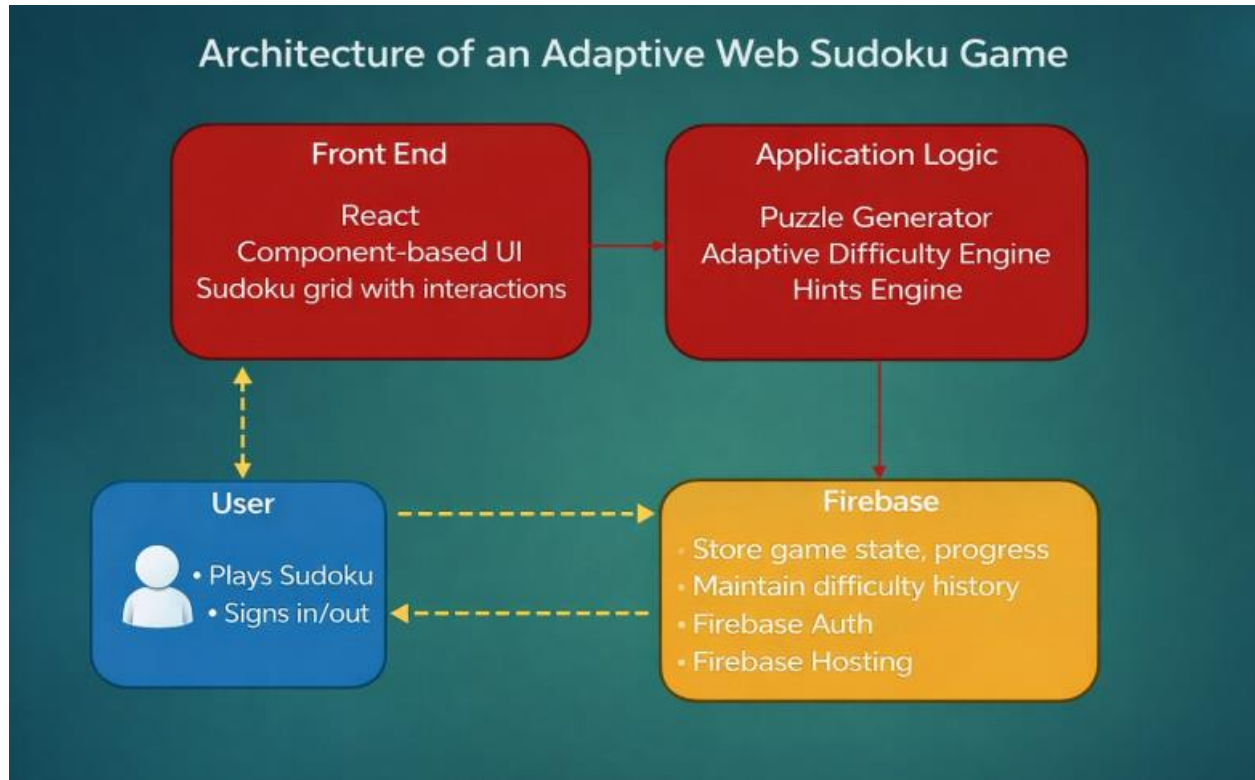 Architecture of an Adaptive Web Sudoku Game
Front End
React
Component-based UI
Sudoku grid with interactions
Application Logic
Puzzle Generator
Adaptive Difficulty Engine
Hints Engine
User
• Plays Sudoku
• Signs in/out
Firebase
• Store game state, progress
• Maintain difficulty history
• Firebase Auth
• Firebase Hosting